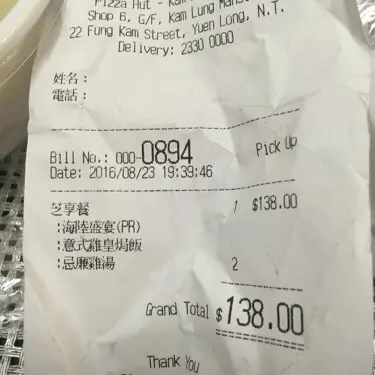 Pizza Hut - Kam
Shop 6, G/F, Kam Lung Mans
22 Fung Kam Street, Yuen Long, N.T.
Delivery: 2330 0000
姓名:
電話:
Bill No.: 000-0894 Pick Up
Date: 2016/08/23 19:39:46
芝享餐 1 $138.00
:海陸盛宴(PR)
:意式雞皇焗飯
:忌廉雞湯 2
Grand Total $138.00
Thank You